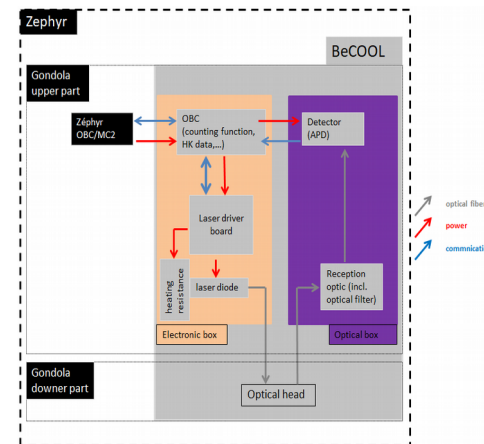 Zephyr
BeCOOL
Gondola
upper part
Zéphyr
OBC/MC2
OBC
(counting function,
HK data,...)
Detector
(APD)
Laser driver
board
heating
resistance
laser diode
Reception
optic (incl.
optical filter)
Electronic box
Optical box
Gondola
downer part
Optical head
optical fibe
power
commnicati